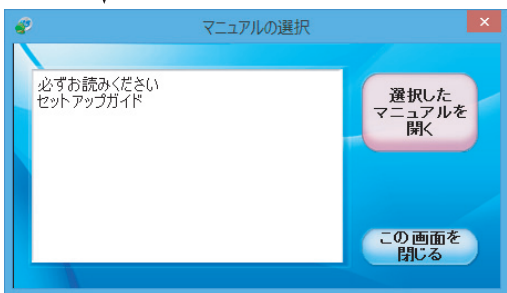 マニュアルの選択
必ずお読みください
セットアップガイド
選択した
マニュアルを
開く
この画面を
閉じる